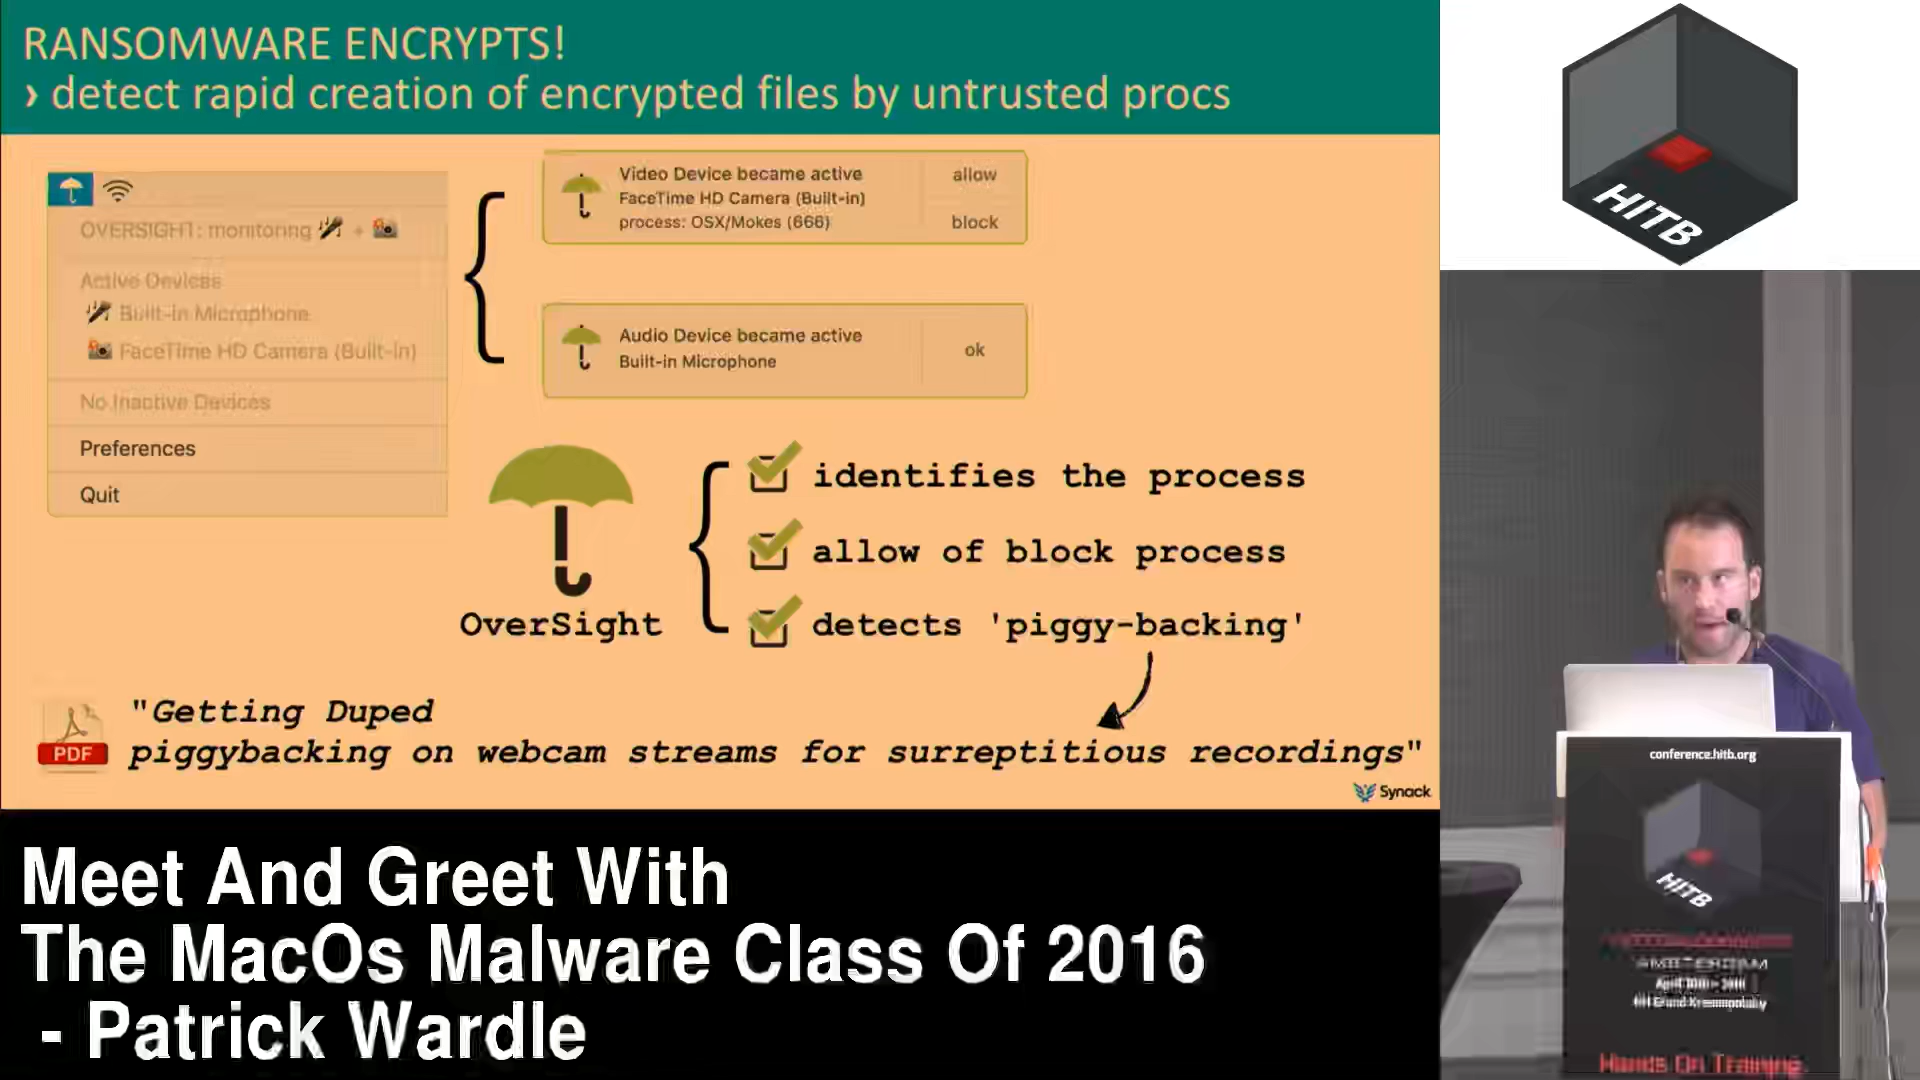 RANSOMWARE ENCRYPTS!
› detect rapid creation of encrypted files by untrusted procs
OVERSIGHT: monitoring +
Active Devices
Built-in Microphone
FaceTime HD Camera (Built-in)
No Inactive Devices
Preferences
Quit
Video Device became active
FaceTime HD Camera (Built-in)
process: OSX/Mokes (666)
allow
block
Audio Device became active
Built-in Microphone
ok
OverSight
identifies the process
allow of block process
detects 'piggy-backing'
PDF
"Getting Duped
piggybacking on webcam streams for surreptitious recordings"
Synack
HITB
conference.hitb.org
HITB
Hands On Training
Meet And Greet With
The MacOs Malware Class Of 2016
- Patrick Wardle